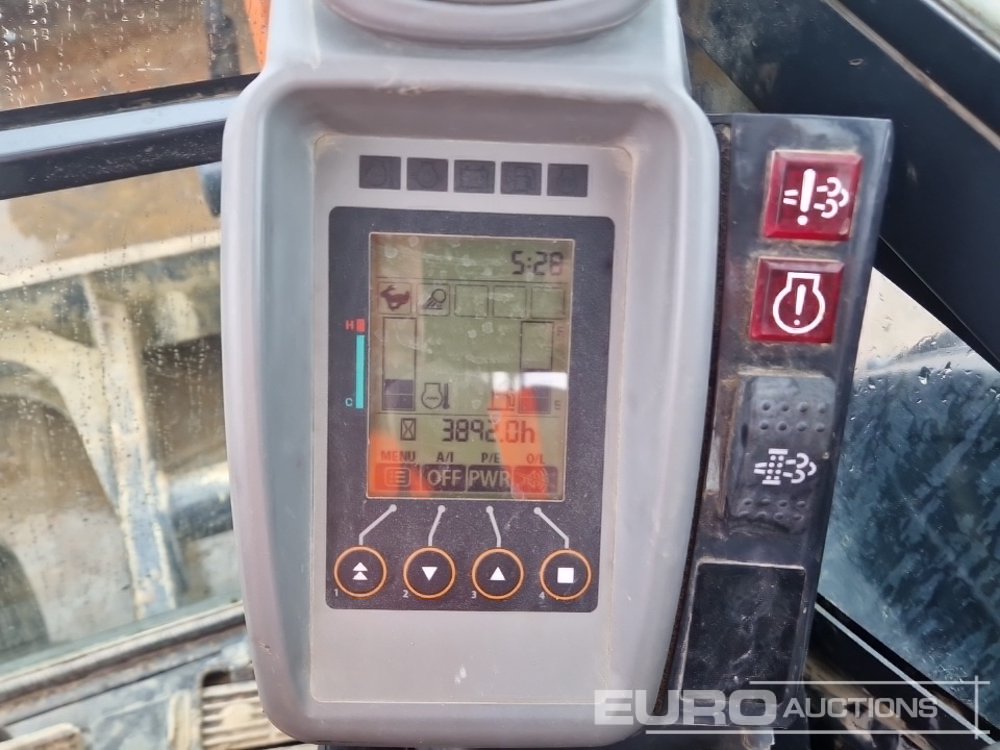 5:28
H
F
C
E
3892.0h
MENU A/I P/E O/L
OFF PWR
1 2 3 4
EURO AUCTIONS